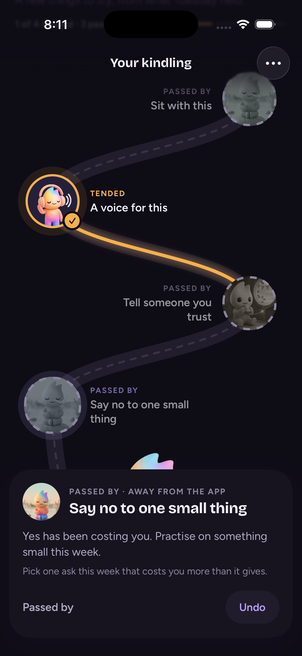 8:11
Your kindling
PASSED BY
Sit with this
TENDED
A voice for this
PASSED BY
Tell someone you
trust
PASSED BY
Say no to one small
thing
PASSED BY · AWAY FROM THE APP
Say no to one small thing
Yes has been costing you. Practise on something
small this week.
Pick one ask this week that costs you more than it gives.
Passed by
Undo